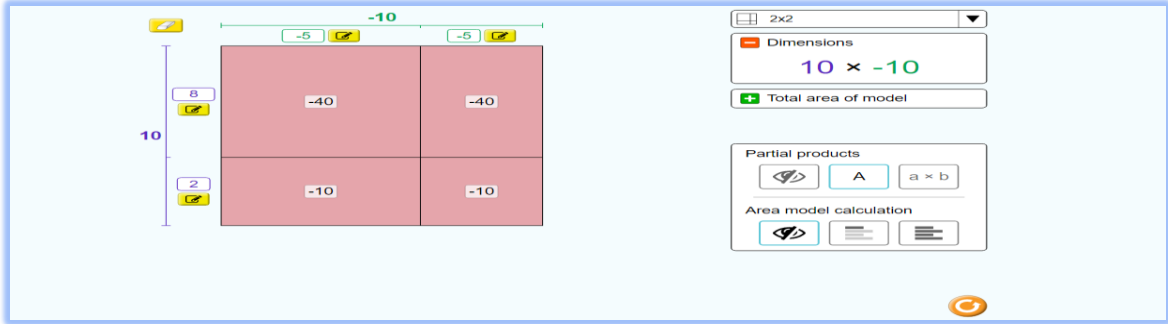 -10
-5 -5
8 -40 -40
10
2 -10 -10
2x2
Dimensions
10 × -10
Total area of model
Partial products
A a × b
Area model calculation